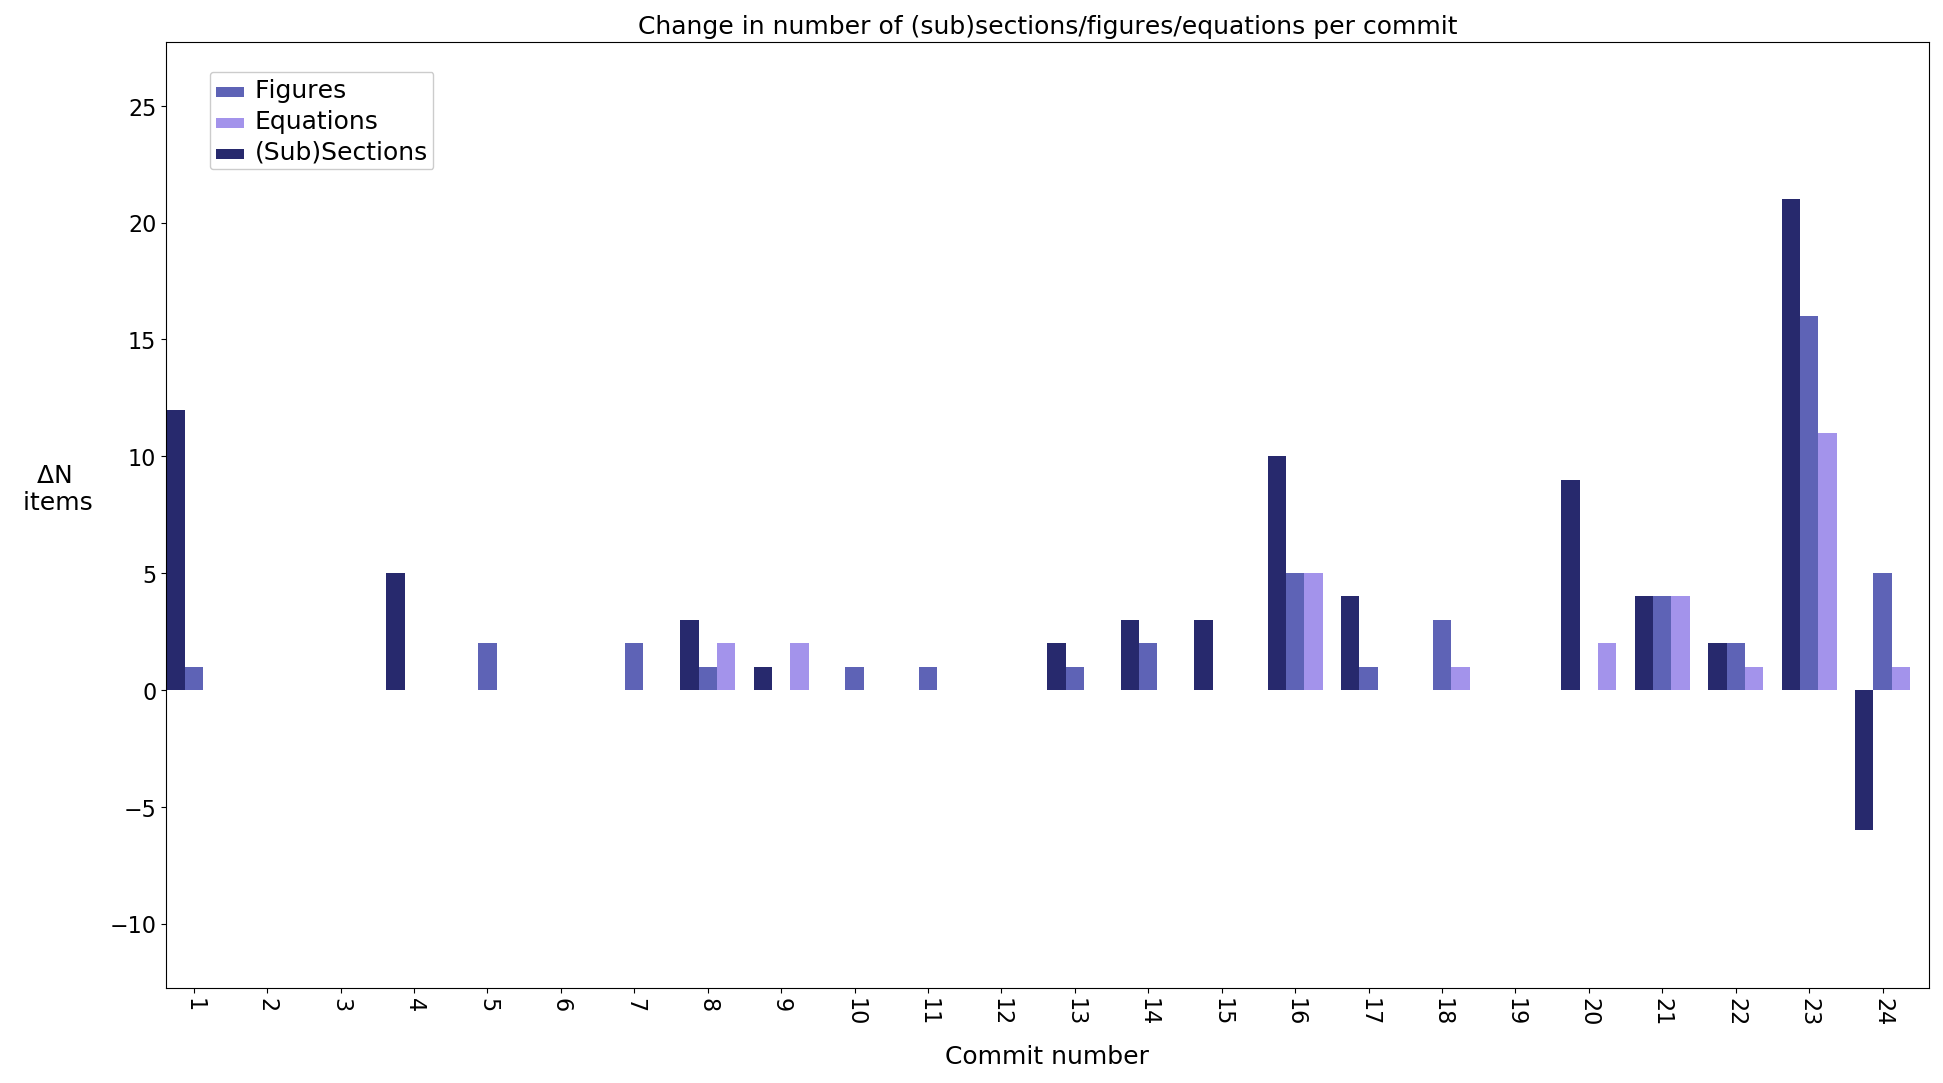 Change in number of (sub)sections/figures/equations per commit
Figures
Equations
(Sub)Sections
25
20
15
10
5
0
−5
−10
ΔN
items
1 2 3 4 5 6 7 8 9 10 11 12 13 14 15 16 17 18 19 20 21 22 23 24
Commit number